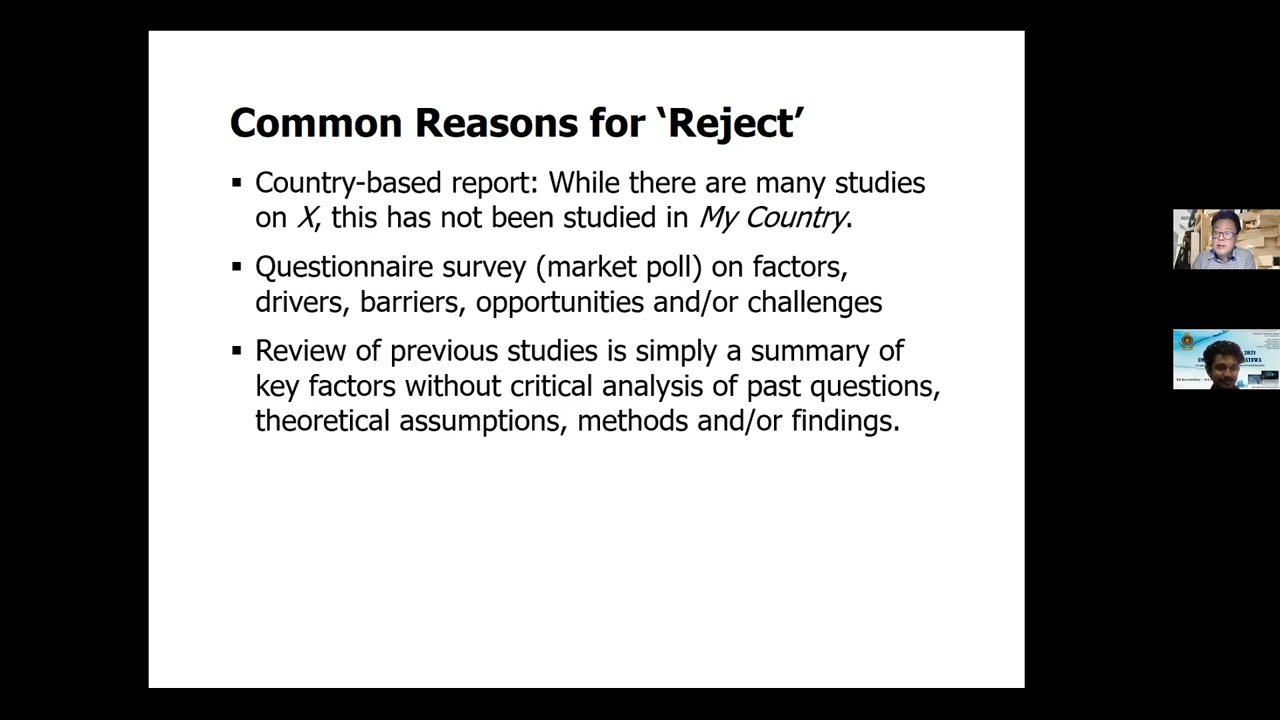 Common Reasons for ‘Reject’
▪ Country-based report: While there are many studies
on X, this has not been studied in My Country.
▪ Questionnaire survey (market poll) on factors,
drivers, barriers, opportunities and/or challenges
▪ Review of previous studies is simply a summary of
key factors without critical analysis of past questions,
theoretical assumptions, methods and/or findings.
2021